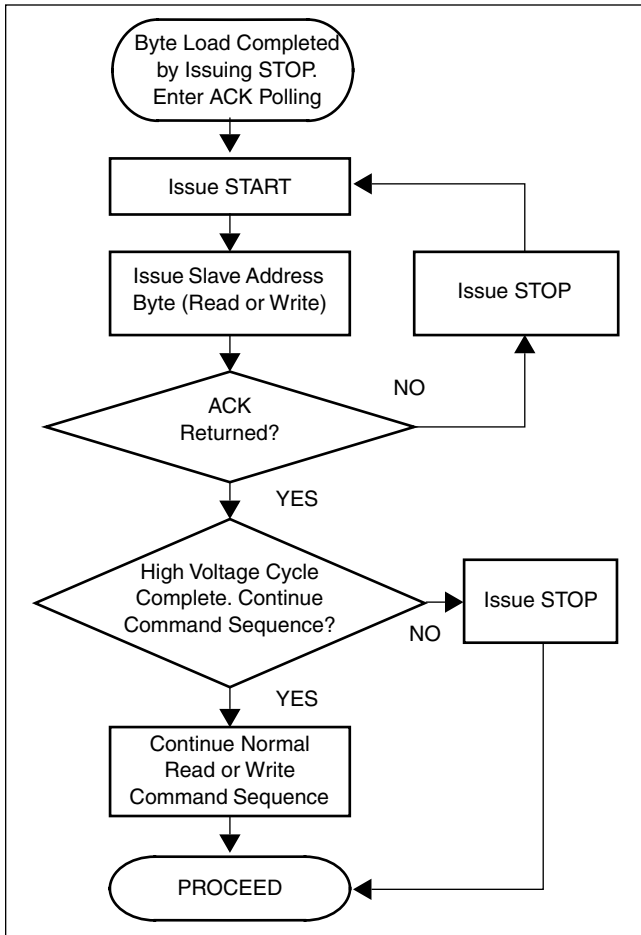 Byte Load Completed
by Issuing STOP.
Enter ACK Polling
Issue START
Issue Slave Address
Byte (Read or Write)
Issue STOP
ACK
Returned?
NO
YES
High Voltage Cycle
Complete. Continue
Command Sequence?
NO
Issue STOP
YES
Continue Normal
Read or Write
Command Sequence
PROCEED